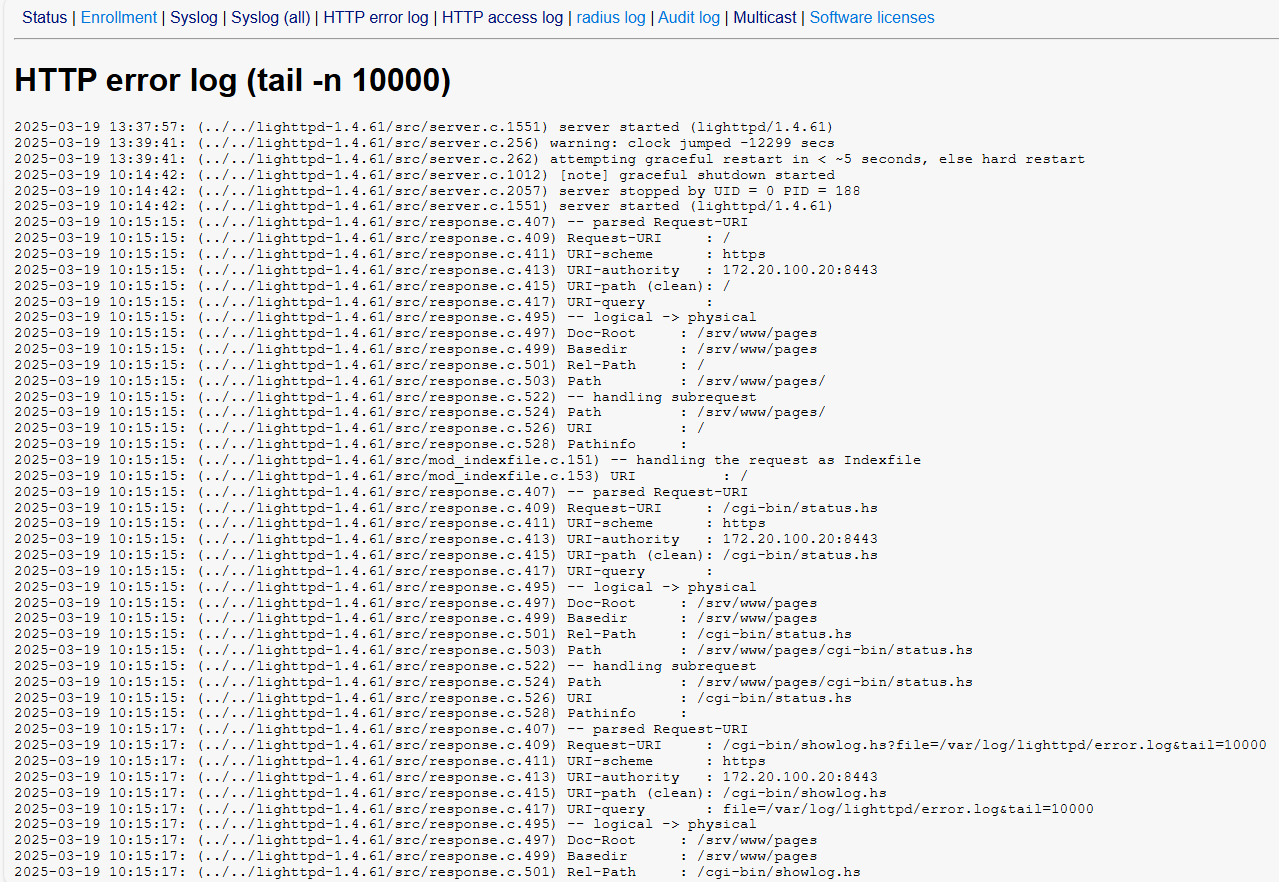 Status | Enrollment | Syslog | Syslog (all) | HTTP error log | HTTP access log | radius log | Audit log | Multicast | Software licenses
HTTP error log (tail -n 10000)
2025-03-19 13:37:57: (../../lighttpd-1.4.61/src/server.c.1551) server started (lighttpd/1.4.61)
2025-03-19 13:39:41: (../../lighttpd-1.4.61/src/server.c.256) warning: clock jumped -12299 secs
2025-03-19 13:39:41: (../../lighttpd-1.4.61/src/server.c.262) attempting graceful restart in < ~5 seconds, else hard restart
2025-03-19 10:14:42: (../../lighttpd-1.4.61/src/server.c.1012) [note] graceful shutdown started
2025-03-19 10:14:42: (../../lighttpd-1.4.61/src/server.c.2057) server stopped by UID = 0 PID = 188
2025-03-19 10:14:42: (../../lighttpd-1.4.61/src/server.c.1551) server started (lighttpd/1.4.61)
2025-03-19 10:15:15: (../../lighttpd-1.4.61/src/response.c.407) -- parsed Request-URI
2025-03-19 10:15:15: (../../lighttpd-1.4.61/src/response.c.409) Request-URI     : /
2025-03-19 10:15:15: (../../lighttpd-1.4.61/src/response.c.411) URI-scheme      : https
2025-03-19 10:15:15: (../../lighttpd-1.4.61/src/response.c.413) URI-authority   : 172.20.100.20:8443
2025-03-19 10:15:15: (../../lighttpd-1.4.61/src/response.c.415) URI-path (clean): /
2025-03-19 10:15:15: (../../lighttpd-1.4.61/src/response.c.417) URI-query       :
2025-03-19 10:15:15: (../../lighttpd-1.4.61/src/response.c.495) -- logical -> physical
2025-03-19 10:15:15: (../../lighttpd-1.4.61/src/response.c.497) Doc-Root     : /srv/www/pages
2025-03-19 10:15:15: (../../lighttpd-1.4.61/src/response.c.499) Basedir      : /srv/www/pages
2025-03-19 10:15:15: (../../lighttpd-1.4.61/src/response.c.501) Rel-Path     : /
2025-03-19 10:15:15: (../../lighttpd-1.4.61/src/response.c.503) Path         : /srv/www/pages/
2025-03-19 10:15:15: (../../lighttpd-1.4.61/src/response.c.522) -- handling subrequest
2025-03-19 10:15:15: (../../lighttpd-1.4.61/src/response.c.524) Path         : /srv/www/pages/
2025-03-19 10:15:15: (../../lighttpd-1.4.61/src/response.c.526) URI          : /
2025-03-19 10:15:15: (../../lighttpd-1.4.61/src/response.c.528) Pathinfo     :
2025-03-19 10:15:15: (../../lighttpd-1.4.61/src/mod_indexfile.c.151) -- handling the request as Indexfile
2025-03-19 10:15:15: (../../lighttpd-1.4.61/src/mod_indexfile.c.153) URI          : /
2025-03-19 10:15:15: (../../lighttpd-1.4.61/src/response.c.407) -- parsed Request-URI
2025-03-19 10:15:15: (../../lighttpd-1.4.61/src/response.c.409) Request-URI     : /cgi-bin/status.hs
2025-03-19 10:15:15: (../../lighttpd-1.4.61/src/response.c.411) URI-scheme      : https
2025-03-19 10:15:15: (../../lighttpd-1.4.61/src/response.c.413) URI-authority   : 172.20.100.20:8443
2025-03-19 10:15:15: (../../lighttpd-1.4.61/src/response.c.415) URI-path (clean): /cgi-bin/status.hs
2025-03-19 10:15:15: (../../lighttpd-1.4.61/src/response.c.417) URI-query       :
2025-03-19 10:15:15: (../../lighttpd-1.4.61/src/response.c.495) -- logical -> physical
2025-03-19 10:15:15: (../../lighttpd-1.4.61/src/response.c.497) Doc-Root     : /srv/www/pages
2025-03-19 10:15:15: (../../lighttpd-1.4.61/src/response.c.499) Basedir      : /srv/www/pages
2025-03-19 10:15:15: (../../lighttpd-1.4.61/src/response.c.501) Rel-Path     : /cgi-bin/status.hs
2025-03-19 10:15:15: (../../lighttpd-1.4.61/src/response.c.503) Path         : /srv/www/pages/cgi-bin/status.hs
2025-03-19 10:15:15: (../../lighttpd-1.4.61/src/response.c.522) -- handling subrequest
2025-03-19 10:15:15: (../../lighttpd-1.4.61/src/response.c.524) Path         : /srv/www/pages/cgi-bin/status.hs
2025-03-19 10:15:15: (../../lighttpd-1.4.61/src/response.c.526) URI          : /cgi-bin/status.hs
2025-03-19 10:15:15: (../../lighttpd-1.4.61/src/response.c.528) Pathinfo     :
2025-03-19 10:15:17: (../../lighttpd-1.4.61/src/response.c.407) -- parsed Request-URI
2025-03-19 10:15:17: (../../lighttpd-1.4.61/src/response.c.409) Request-URI     : /cgi-bin/showlog.hs?file=/var/log/lighttpd/error.log&tail=10000
2025-03-19 10:15:17: (../../lighttpd-1.4.61/src/response.c.411) URI-scheme      : https
2025-03-19 10:15:17: (../../lighttpd-1.4.61/src/response.c.413) URI-authority   : 172.20.100.20:8443
2025-03-19 10:15:17: (../../lighttpd-1.4.61/src/response.c.415) URI-path (clean): /cgi-bin/showlog.hs
2025-03-19 10:15:17: (../../lighttpd-1.4.61/src/response.c.417) URI-query       : file=/var/log/lighttpd/error.log&tail=10000
2025-03-19 10:15:17: (../../lighttpd-1.4.61/src/response.c.495) -- logical -> physical
2025-03-19 10:15:17: (../../lighttpd-1.4.61/src/response.c.497) Doc-Root     : /srv/www/pages
2025-03-19 10:15:17: (../../lighttpd-1.4.61/src/response.c.499) Basedir      : /srv/www/pages
2025-03-19 10:15:17: (../../lighttpd-1.4.61/src/response.c.501) Rel-Path     : /cgi-bin/showlog.hs